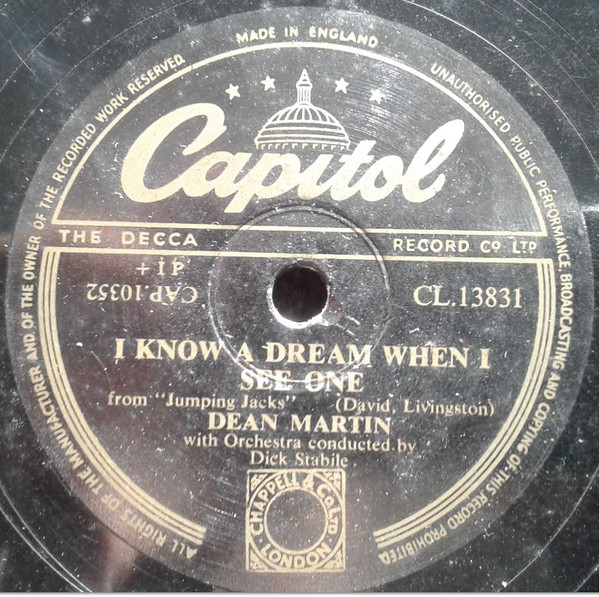 MADE IN ENGLAND
ALL RIGHTS OF THE MANUFACTURER AND OF THE OWNER OF THE RECORDED WORK RESERVED
UNAUTHORISED PUBLIC PERFORMANCE BROADCASTING AND COPYING OF THIS RECORD PROHIBITED
Capitol
THE DECCA RECORD Cº LTD
CAP.10352
P I +
CL.13831
I KNOW A DREAM WHEN I
SEE ONE
from "Jumping Jacks" (David, Livingston)
DEAN MARTIN
with Orchestra conducted by
Dick Stabile
CHAPPELL & Cº LTD
LONDON